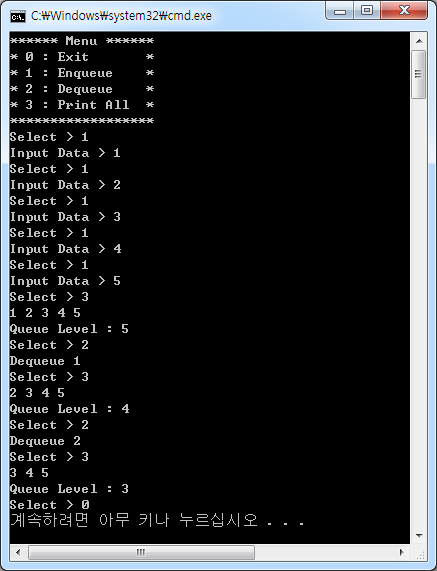 C:₩Windows₩system32₩cmd.exe
****** Menu ******
* 0 : Exit       *
* 1 : Enqueue    *
* 2 : Dequeue    *
* 3 : Print All  *
******************
Select > 1
Input Data > 1
Select > 1
Input Data > 2
Select > 1
Input Data > 3
Select > 1
Input Data > 4
Select > 1
Input Data > 5
Select > 3
1 2 3 4 5
Queue Level : 5
Select > 2
Dequeue 1
Select > 3
2 3 4 5
Queue Level : 4
Select > 2
Dequeue 2
Select > 3
3 4 5
Queue Level : 3
Select > 0
계속하려면 아무 키나 누르십시오 . . .